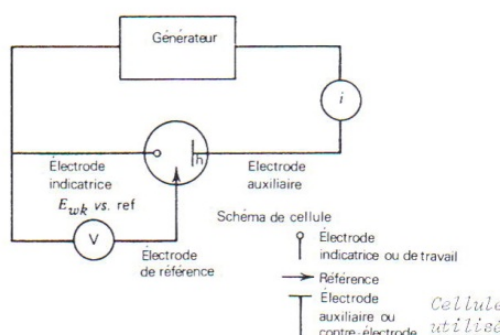 Générateur
i
h
Électrode
indicatrice
Electrode
auxiliaire
E_wk vs. ref
V
Électrode
de référence
Schéma de cellule
Électrode
indicatrice ou de travail
Référence
Électrode
auxiliaire ou
contre-électrode
Cellule
utilisé